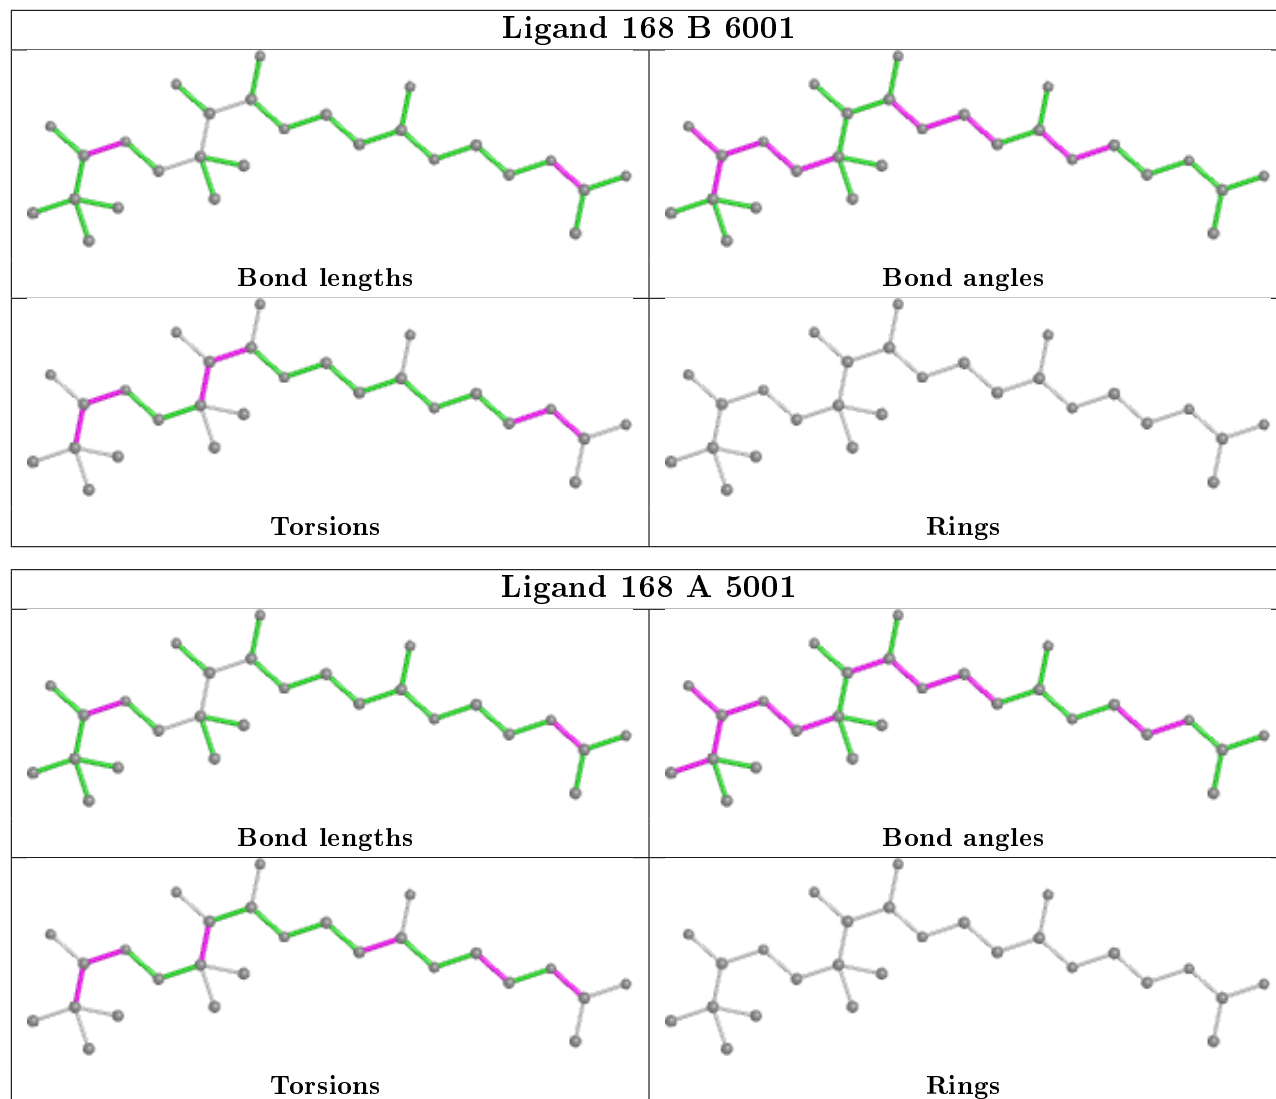 Ligand 168 B 6001
Bond lengths
Bond angles
Torsions
Rings
Ligand 168 A 5001
Bond lengths
Bond angles
Torsions
Rings